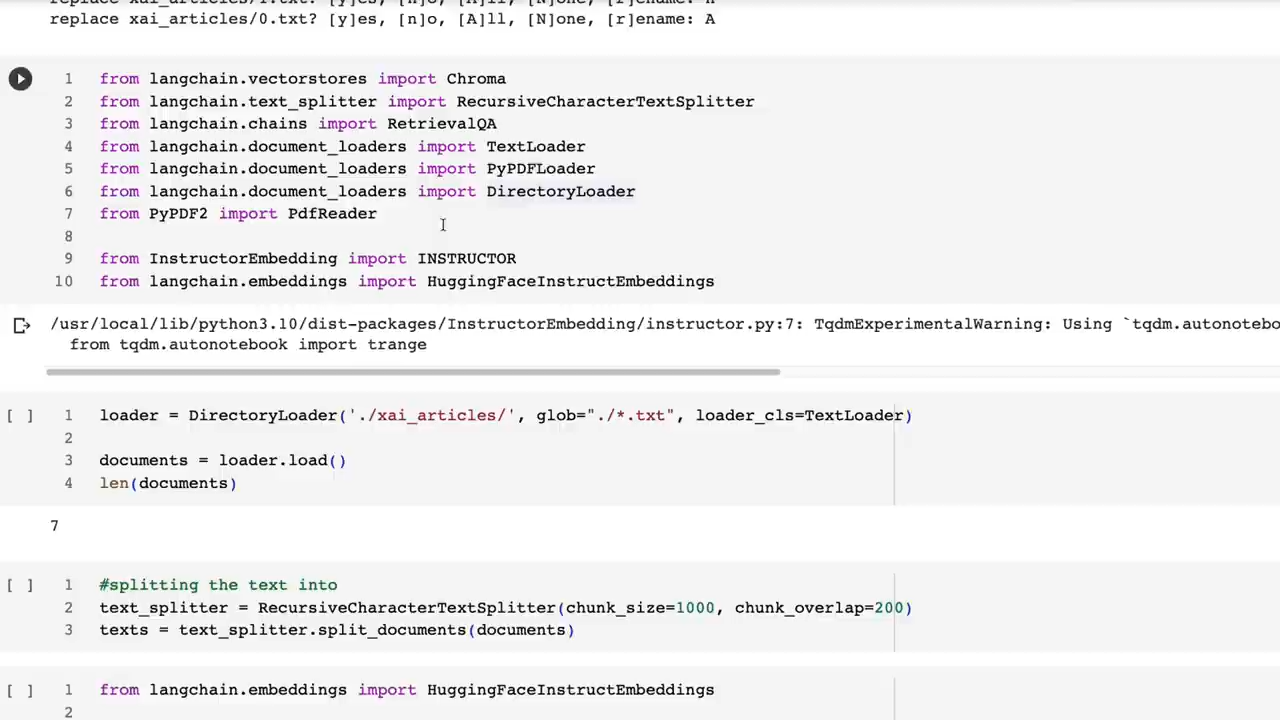 replace xai_articles/0.txt? [y]es, [n]o, [A]ll, [N]one, [r]ename: A
1 from langchain.vectorstores import Chroma
2 from langchain.text_splitter import RecursiveCharacterTextSplitter
3 from langchain.chains import RetrievalQA
4 from langchain.document_loaders import TextLoader
5 from langchain.document_loaders import PyPDFLoader
6 from langchain.document_loaders import DirectoryLoader
7 from PyPDF2 import PdfReader
8
9 from InstructorEmbedding import INSTRUCTOR
10 from langchain.embeddings import HuggingFaceInstructEmbeddings
/usr/local/lib/python3.10/dist-packages/InstructorEmbedding/instructor.py:7: TqdmExperimentalWarning: Using `tqdm.autonotebo
from tqdm.autonotebook import trange
[ ] 1 loader = DirectoryLoader('./xai_articles/', glob="./*.txt", loader_cls=TextLoader)
2
3 documents = loader.load()
4 len(documents)
7
[ ] 1 #splitting the text into
2 text_splitter = RecursiveCharacterTextSplitter(chunk_size=1000, chunk_overlap=200)
3 texts = text_splitter.split_documents(documents)
[ ] 1 from langchain.embeddings import HuggingFaceInstructEmbeddings
2